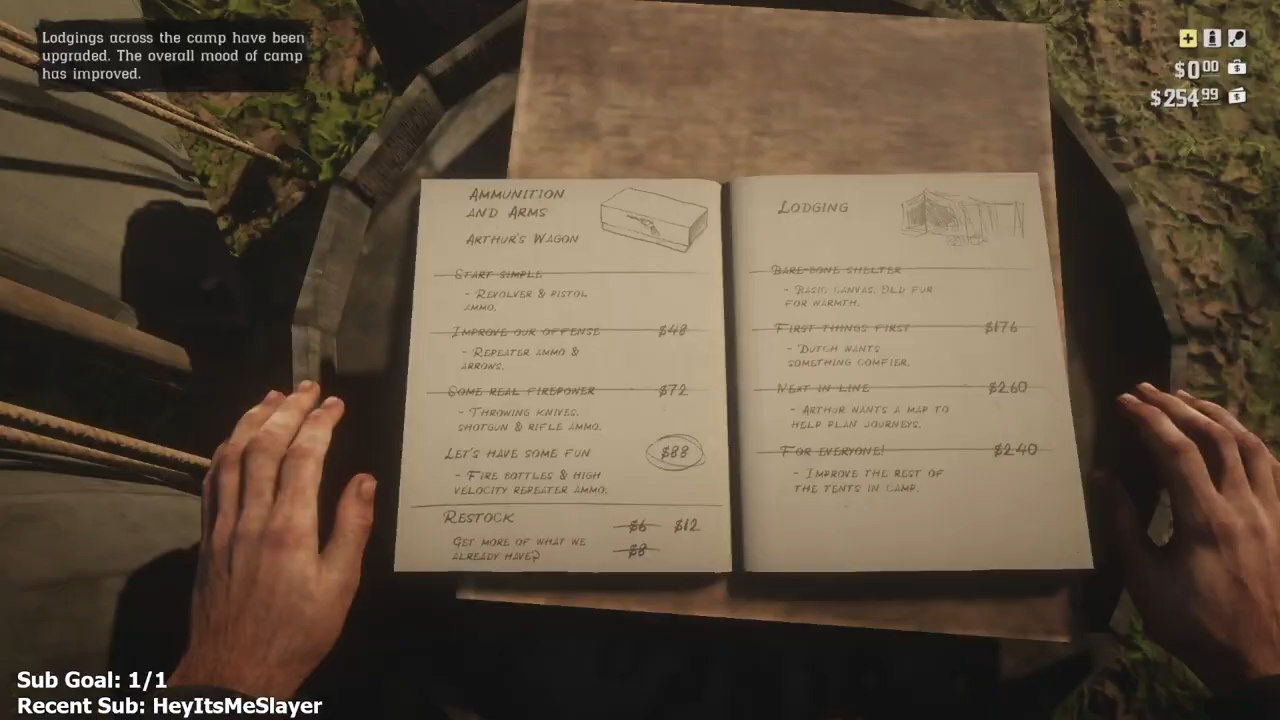 Lodgings across the camp have been
upgraded. The overall mood of camp
has improved.
$0.00
$254.99
AMMUNITION
AND ARMS
ARTHUR'S WAGON
START SIMPLE
- REVOLVER & PISTOL
AMMO.
IMPROVE OUR OFFENSE $48
- REPEATER AMMO &
ARROWS.
SOME REAL FIREPOWER $72
- THROWING KNIVES.
SHOTGUN & RIFLE AMMO.
LET'S HAVE SOME FUN $88
- FIRE BOTTLES & HIGH
VELOCITY REPEATER AMMO.
RESTOCK
$6 $12
GET MORE OF WHAT WE
ALREADY HAVE? $8
LODGING
BARE-BONE SHELTER
- BASIC CANVAS. OLD FUR
FOR WARMTH.
FIRST THINGS FIRST $176
- DUTCH WANTS
SOMETHING COMFIER.
NEXT IN LINE $260
- ARTHUR WANTS A MAP TO
HELP PLAN JOURNEYS.
FOR EVERYONE! $240
- IMPROVE THE REST OF
THE TENTS IN CAMP.
Sub Goal: 1/1
Recent Sub: HeyItsMeSlayer